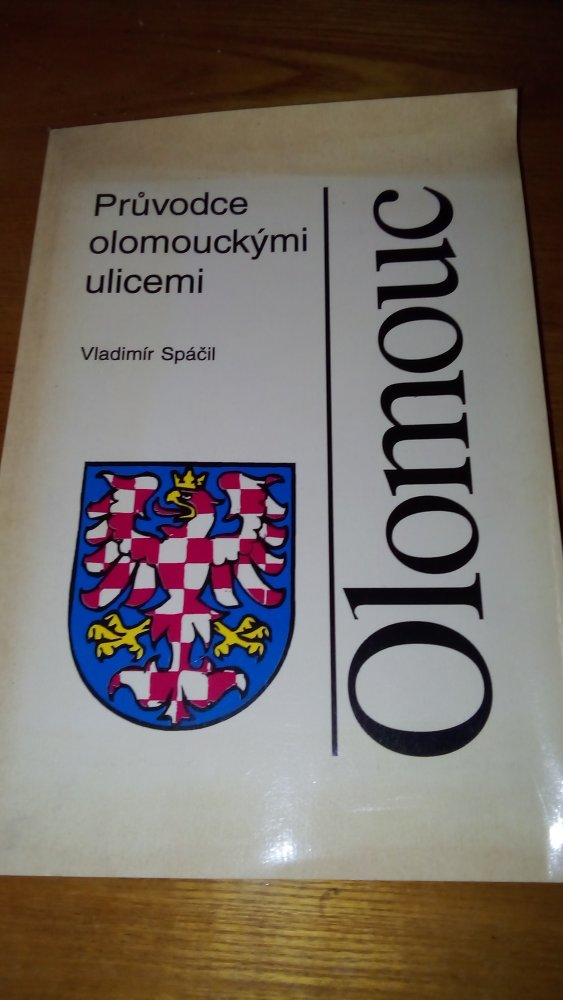 Průvodce
olomouckými
ulicemi
Vladimír Spáčil
Olomouc